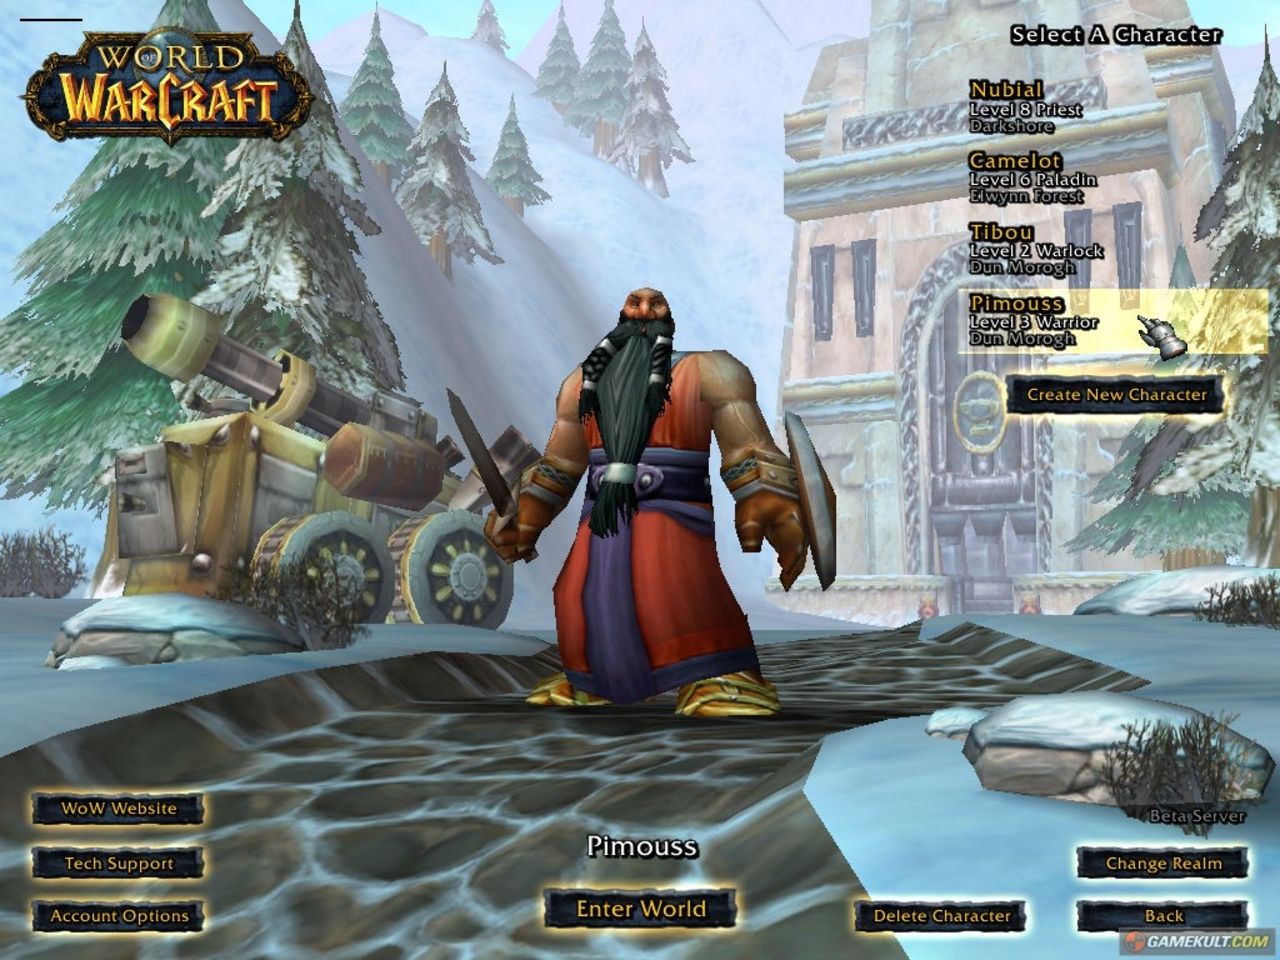 WORLD OF
WARCRAFT
Select A Character
Nubial
Level 8 Priest
Darkshore
Camelot
Level 6 Paladin
Elwynn Forest
Tibou
Level 2 Warlock
Dun Morogh
Pimouss
Level 3 Warrior
Dun Morogh
Create New Character
WoW Website
Tech Support
Account Options
Pimouss
Enter World
Delete Character
Beta Server
Change Realm
Back
GAMEKULT.COM